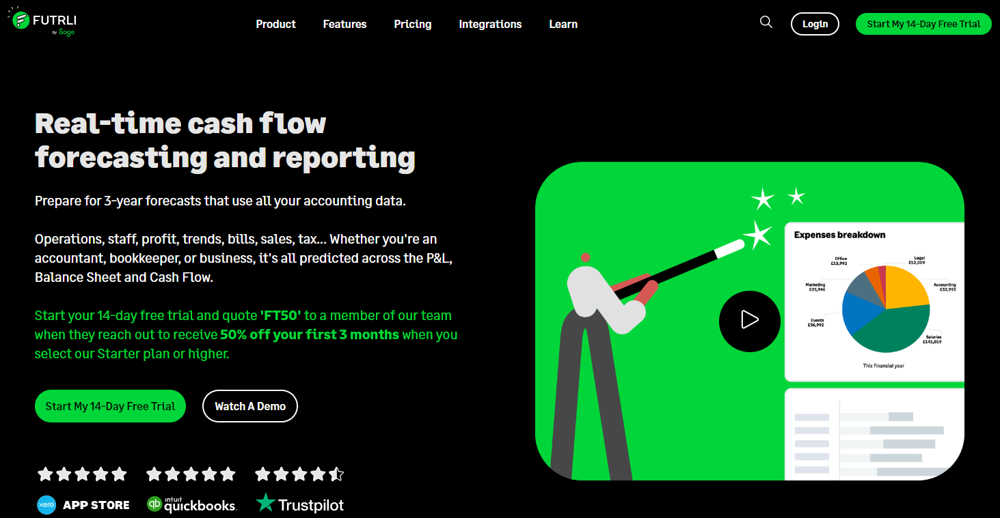 FUTRLI
by Sage
Product
Features
Pricing
Integrations
Learn
Login
Start My 14-Day Free Trial
Real-time cash flow
forecasting and reporting
Prepare for 3-year forecasts that use all your accounting data.
Operations, staff, profit, trends, bills, sales, tax... Whether you're an
accountant, bookkeeper, or business, it's all predicted across the P&L,
Balance Sheet and Cash Flow.
Start your 14-day free trial and quote 'FT50' to a member of our team
when they reach out to receive 50% off your first 3 months when you
select our Starter plan or higher.
Start My 14-Day Free Trial
Watch A Demo
xero
APP STORE
qb
intuit
quickbooks.
Trustpilot
Expenses breakdown
Office
£15,992
Legal
£12,009
Marketing
£25,946
Accounting
£32,993
Events
£56,992
Salaries
£141,019
This financial year